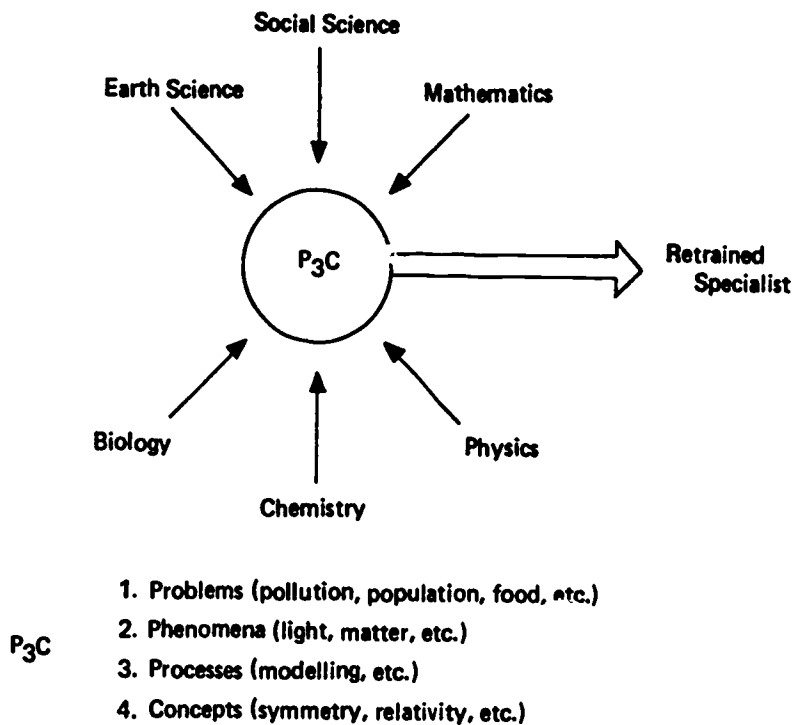 Social Science
Earth Science
Mathematics
P₃C
Retrained
Specialist
Biology
Physics
Chemistry
1. Problems (pollution, population, food, etc.)
P₃C
2. Phenomena (light, matter, etc.)
3. Processes (modelling, etc.)
4. Concepts (symmetry, relativity, etc.)